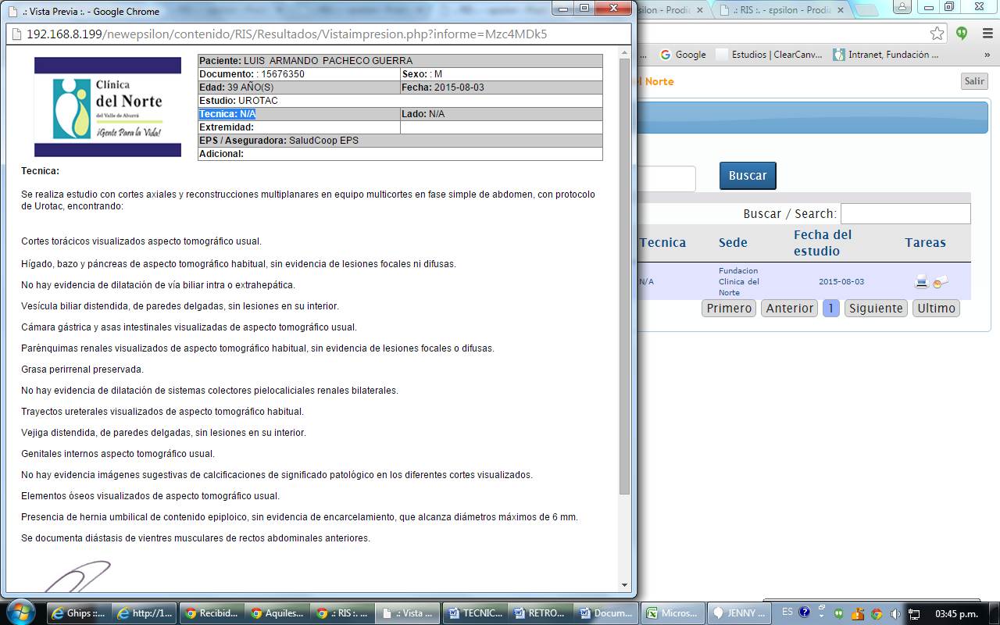 .: Vista Previa :. - Google Chrome
192.168.8.199/newepsilon/contenido/RIS/Resultados/Vistaimpresion.php?informe=Mzc4MDk5
Clínica
del Norte
del Valle de Aburrá
¡Gente Para la Vida!
Paciente: LUIS ARMANDO PACHECO GUERRA
Documento: : 15676350 Sexo: : M
Edad: 39 AÑO(S) Fecha: 2015-08-03
Estudio: UROTAC
Tecnica: N/A Lado: N/A
Extremidad:
EPS / Aseguradora: SaludCoop EPS
Adicional:
Tecnica:
Se realiza estudio con cortes axiales y reconstrucciones multiplanares en equipo multicortes en fase simple de abdomen, con protocolo
de Urotac, encontrando:
Cortes torácicos visualizados aspecto tomográfico usual.
Hígado, bazo y páncreas de aspecto tomográfico habitual, sin evidencia de lesiones focales ni difusas.
No hay evidencia de dilatación de vía biliar intra o extrahepática.
Vesícula biliar distendida, de paredes delgadas, sin lesiones en su interior.
Cámara gástrica y asas intestinales visualizadas de aspecto tomográfico usual.
Parénquimas renales visualizados de aspecto tomográfico habitual, sin evidencia de lesiones focales o difusas.
Grasa perirrenal preservada.
No hay evidencia de dilatación de sistemas colectores pielocaliciales renales bilaterales.
Trayectos ureterales visualizados de aspecto tomográfico habitual.
Vejiga distendida, de paredes delgadas, sin lesiones en su interior.
Genitales internos aspecto tomográfico usual.
No hay evidencia imágenes sugestivas de calcificaciones de significado patológico en los diferentes cortes visualizados.
Elementos óseos visualizados de aspecto tomográfico usual.
Presencia de hernia umbilical de contenido epiploico, sin evidencia de encarcelamiento, que alcanza diámetros máximos de 6 mm.
Se documenta diástasis de vientres musculares de rectos abdominales anteriores.
silon - Prodia × .: RIS :. - epsilon - Prodia ×
... Google Estudios | ClearCanv... Intranet, Fundación ... »
el Norte Salir
Buscar
Buscar / Search:
Tecnica Sede Fecha del estudio Tareas
N/A Fundacion Clinica del Norte 2015-08-03
Primero Anterior 1 Siguiente Ultimo
Ghips ::... http://1... Recibid... Aquiles... .: RIS :. ... .: Vista ... TECNIC... RETRO... Docum... Micros... JENNY ... ES 03:45 p.m.